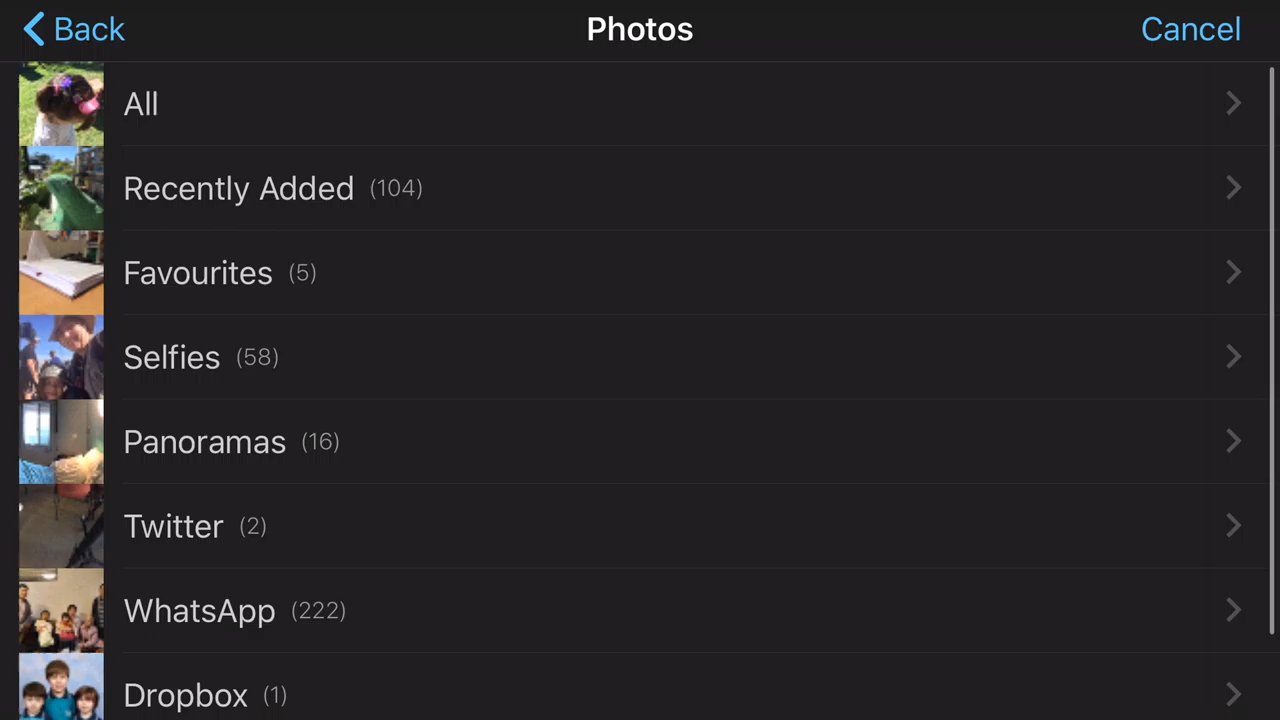 Back Photos Cancel
All
Recently Added (104)
Favourites (5)
Selfies (58)
Panoramas (16)
Twitter (2)
WhatsApp (222)
Dropbox (1)